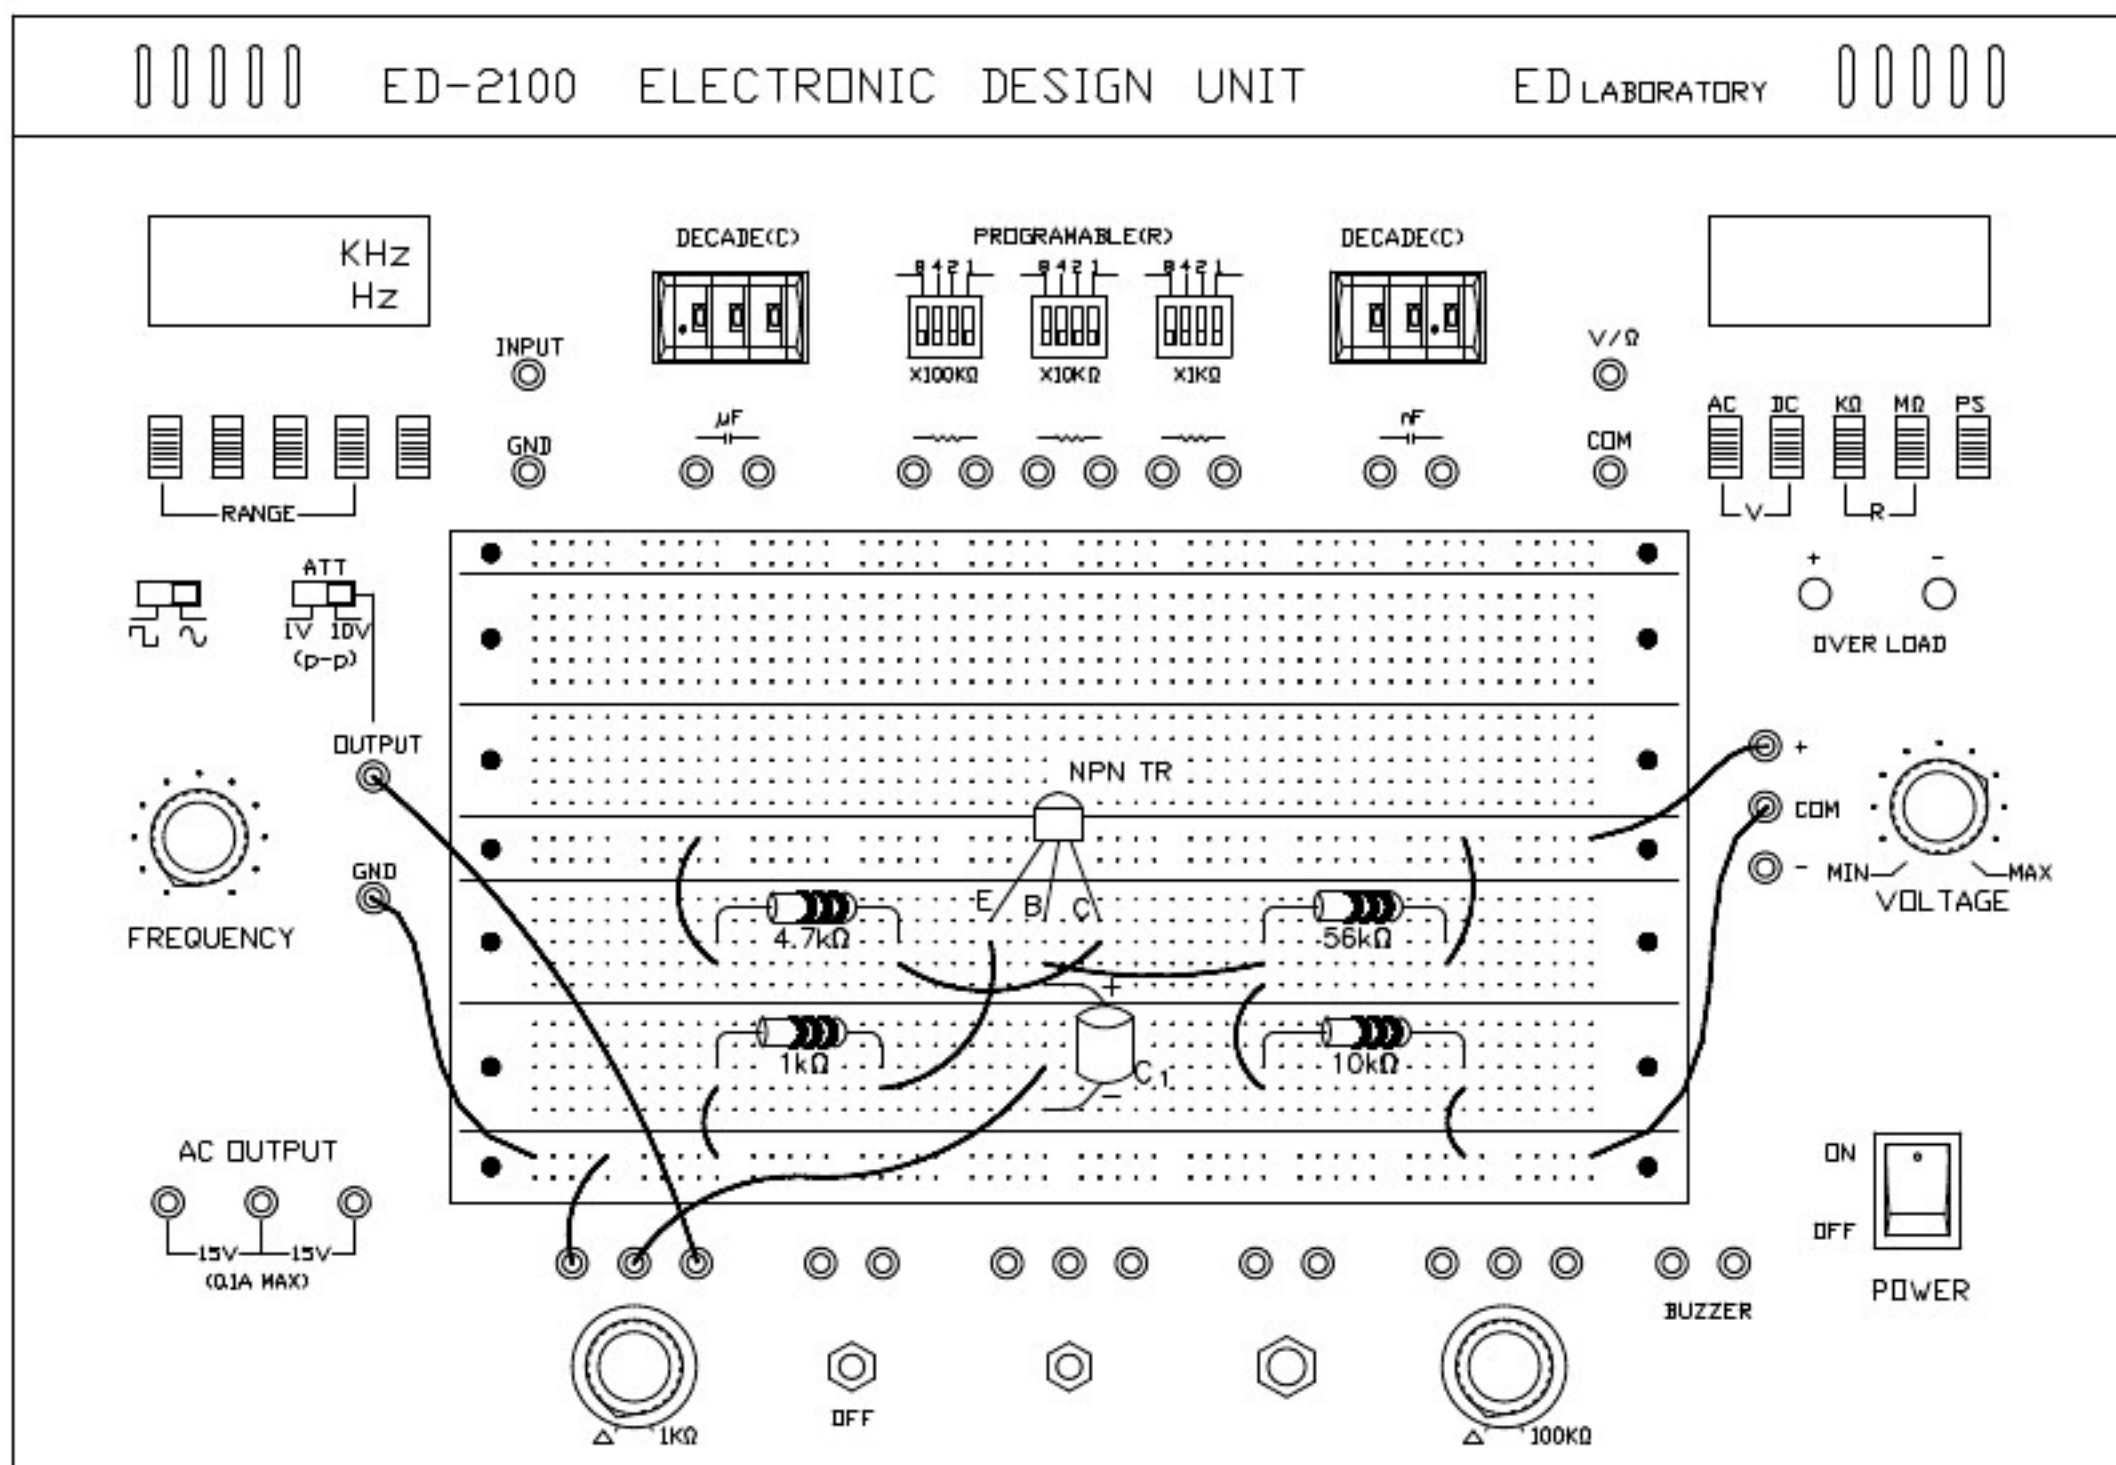 ED-2100 ELECTRONIC DESIGN UNIT ED LABORATORY
KHz
Hz
DECADE(C)
PROGRAMABLE(R)
DECADE(C)
8 4 2 1
8 4 2 1
8 4 2 1
INPUT
X100KΩ
X10KΩ
X1KΩ
V/Ω
GND
μF
nF
COM
AC DC KΩ MΩ PS
RANGE
V
R
ATT
1V 10V
(p-p)
+ -
OVER LOAD
OUTPUT
NPN TR
+
COM
-
MIN
MAX
VOLTAGE
GND
FREQUENCY
E B C
4.7kΩ
56kΩ
+
1kΩ
C1
10kΩ
-
AC OUTPUT
15V 15V
(0.1A MAX)
ON
OFF
POWER
BUZZER
1KΩ
OFF
100KΩ